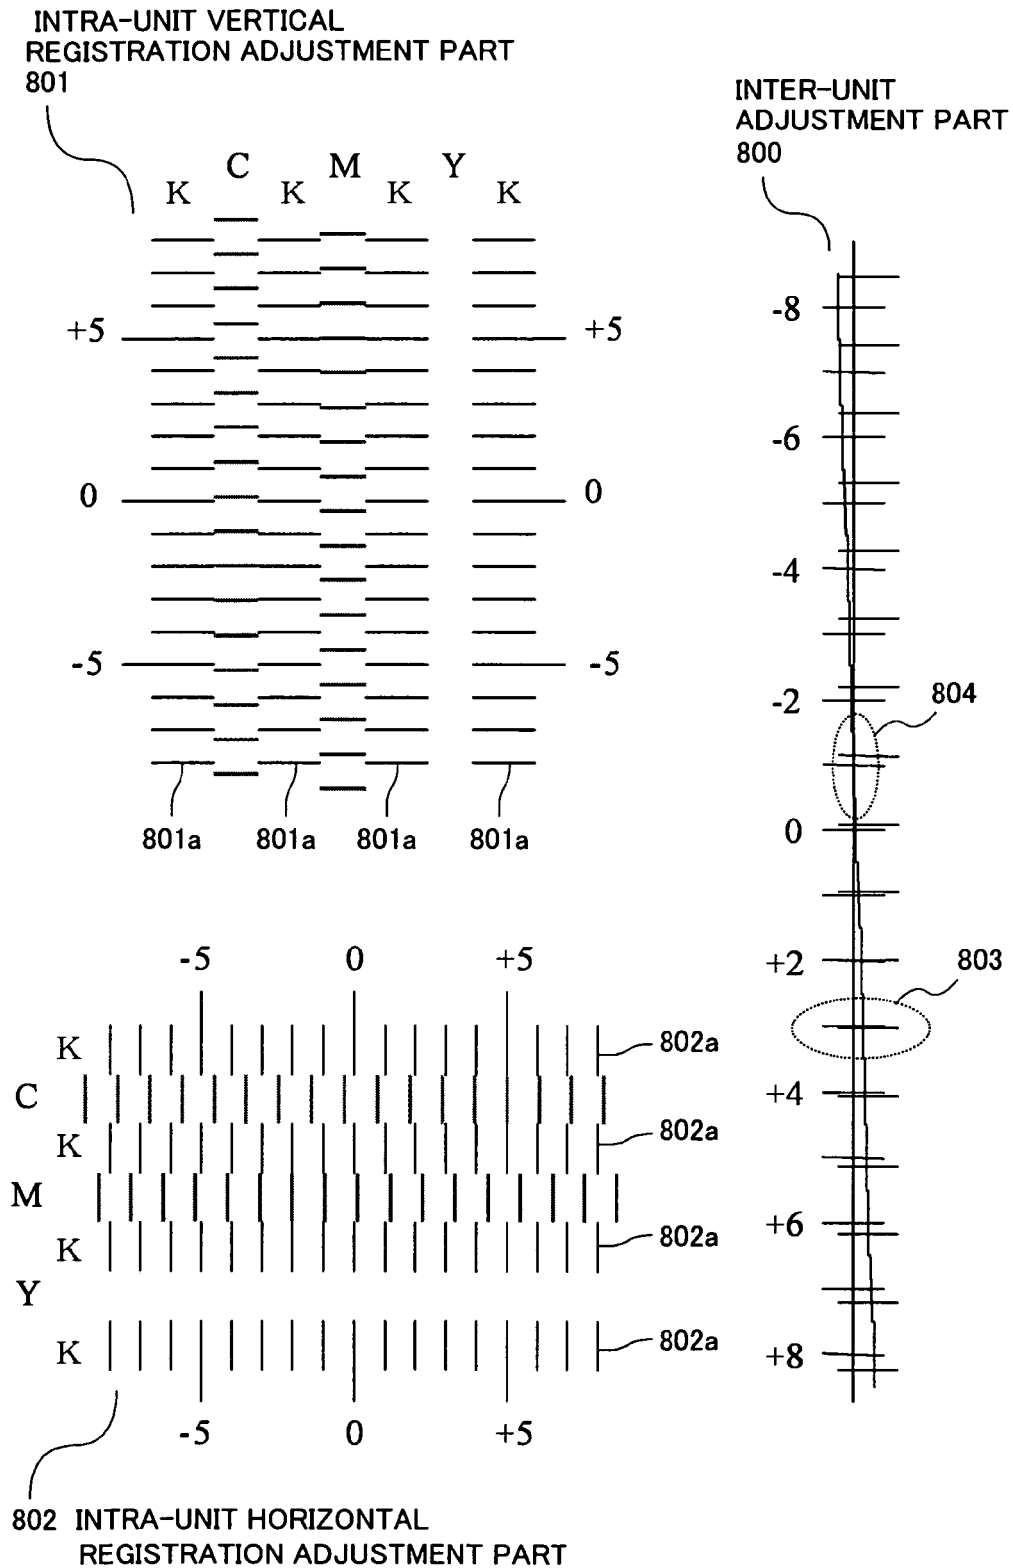 INTRA-UNIT VERTICAL
REGISTRATION ADJUSTMENT PART
801
C M Y
K K K K
+5 +5
0 0
-5 -5
801a 801a 801a 801a
INTER-UNIT
ADJUSTMENT PART
800
-8
-6
-4
-2
804
0
+2
803
+4
+6
+8
-5 0 +5
K 802a
C
K 802a
M
K 802a
Y
K 802a
-5 0 +5
802 INTRA-UNIT HORIZONTAL
REGISTRATION ADJUSTMENT PART